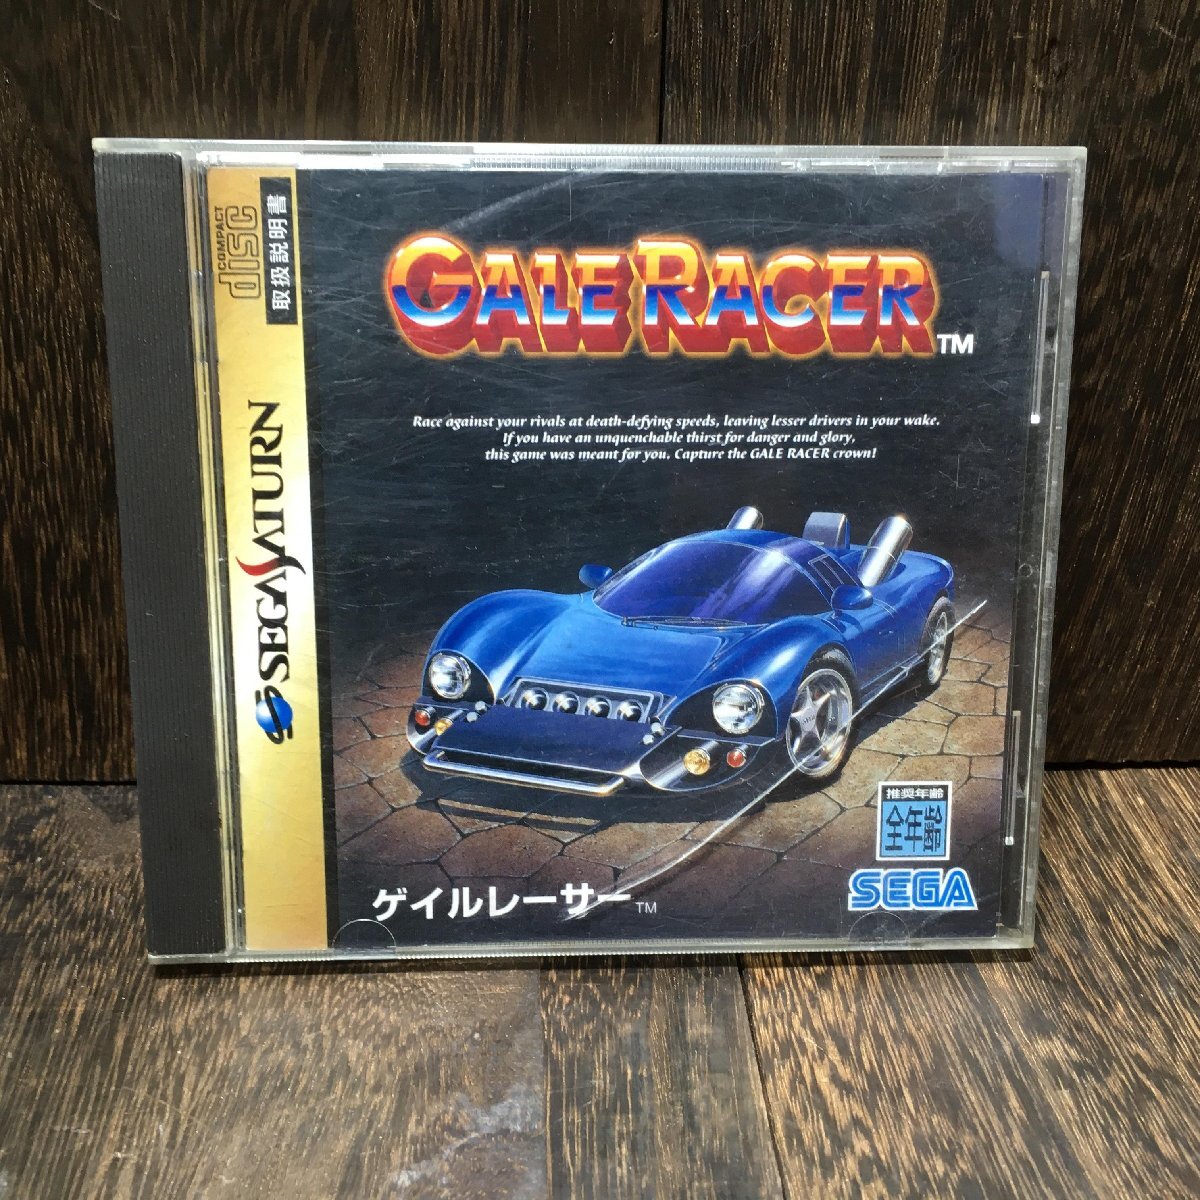 COMPACT
disc
取扱説明書
SEGA SATURN
GALE RACER™
Race against your rivals at death-defying speeds, leaving lesser drivers in your wake.
If you have an unquenchable thirst for danger and glory,
this game was meant for you. Capture the GALE RACER crown!
推奨年齢
全年齢
SEGA
ゲイルレーサー™